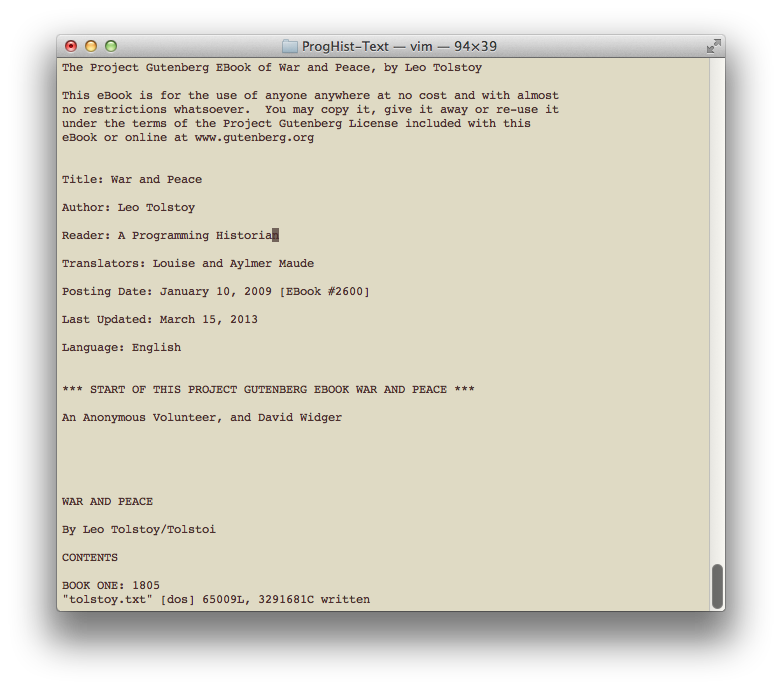 ProgHist-Text — vim — 94×39
The Project Gutenberg EBook of War and Peace, by Leo Tolstoy
This eBook is for the use of anyone anywhere at no cost and with almost
no restrictions whatsoever.  You may copy it, give it away or re-use it
under the terms of the Project Gutenberg License included with this
eBook or online at www.gutenberg.org
Title: War and Peace
Author: Leo Tolstoy
Reader: A Programming Historian
Translators: Louise and Aylmer Maude
Posting Date: January 10, 2009 [EBook #2600]
Last Updated: March 15, 2013
Language: English
*** START OF THIS PROJECT GUTENBERG EBOOK WAR AND PEACE ***
An Anonymous Volunteer, and David Widger
WAR AND PEACE
By Leo Tolstoy/Tolstoi
CONTENTS
BOOK ONE: 1805
"tolstoy.txt" [dos] 65009L, 3291681C written